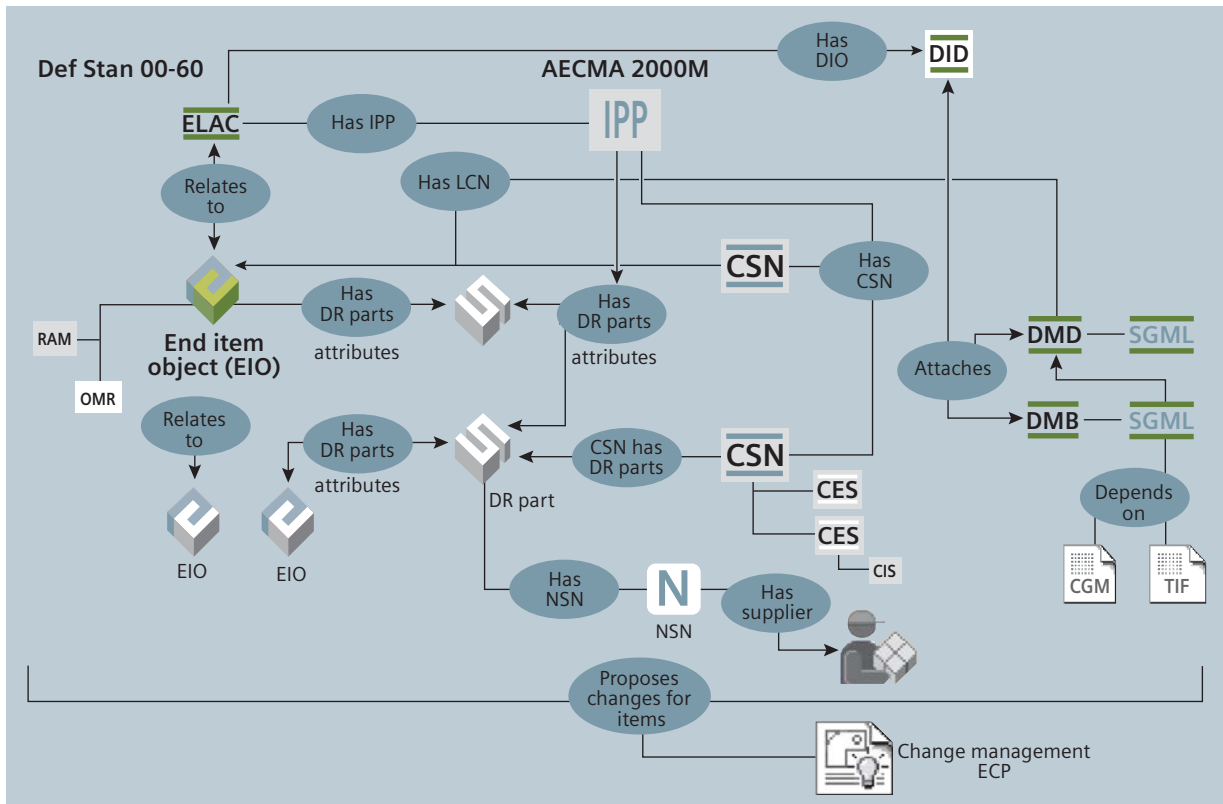 Has
DIO
DID
Def Stan 00-60
AECMA 2000M
ELAC
Has IPP
IPP
Relates
to
Has LCN
CSN
Has
CSN
Has
DR parts
attributes
Has
DR parts
attributes
RAM
OMR
End item
object (EIO)
DMD
SGML
Attaches
DMB
SGML
Relates
to
Has
DR parts
attributes
DR part
CSN has
DR parts
CSN
CES
CES
CIS
Depends
on
CGM
TIF
EIO
EIO
Has
NSN
N
NSN
Has
supplier
Proposes
changes for
items
Change management
ECP